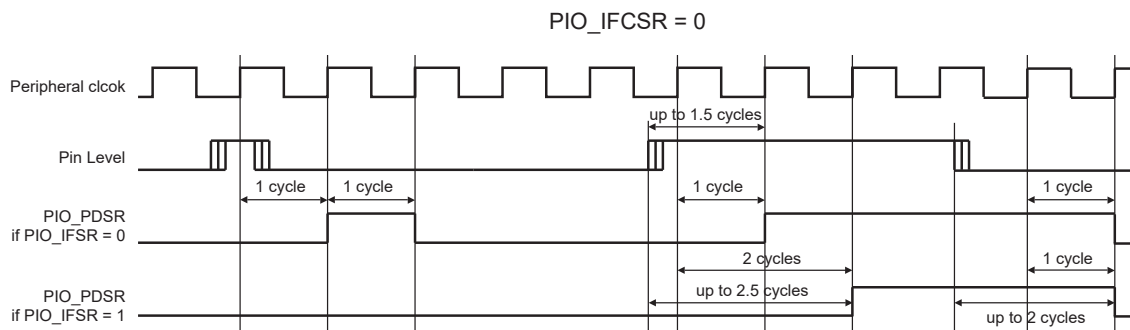 PIO_IFCSR = 0
Peripheral clcok
up to 1.5 cycles
Pin Level
1 cycle
1 cycle
1 cycle
1 cycle
PIO_PDSR
if PIO_IFSR = 0
2 cycles
1 cycle
PIO_PDSR
if PIO_IFSR = 1
up to 2.5 cycles
up to 2 cycles